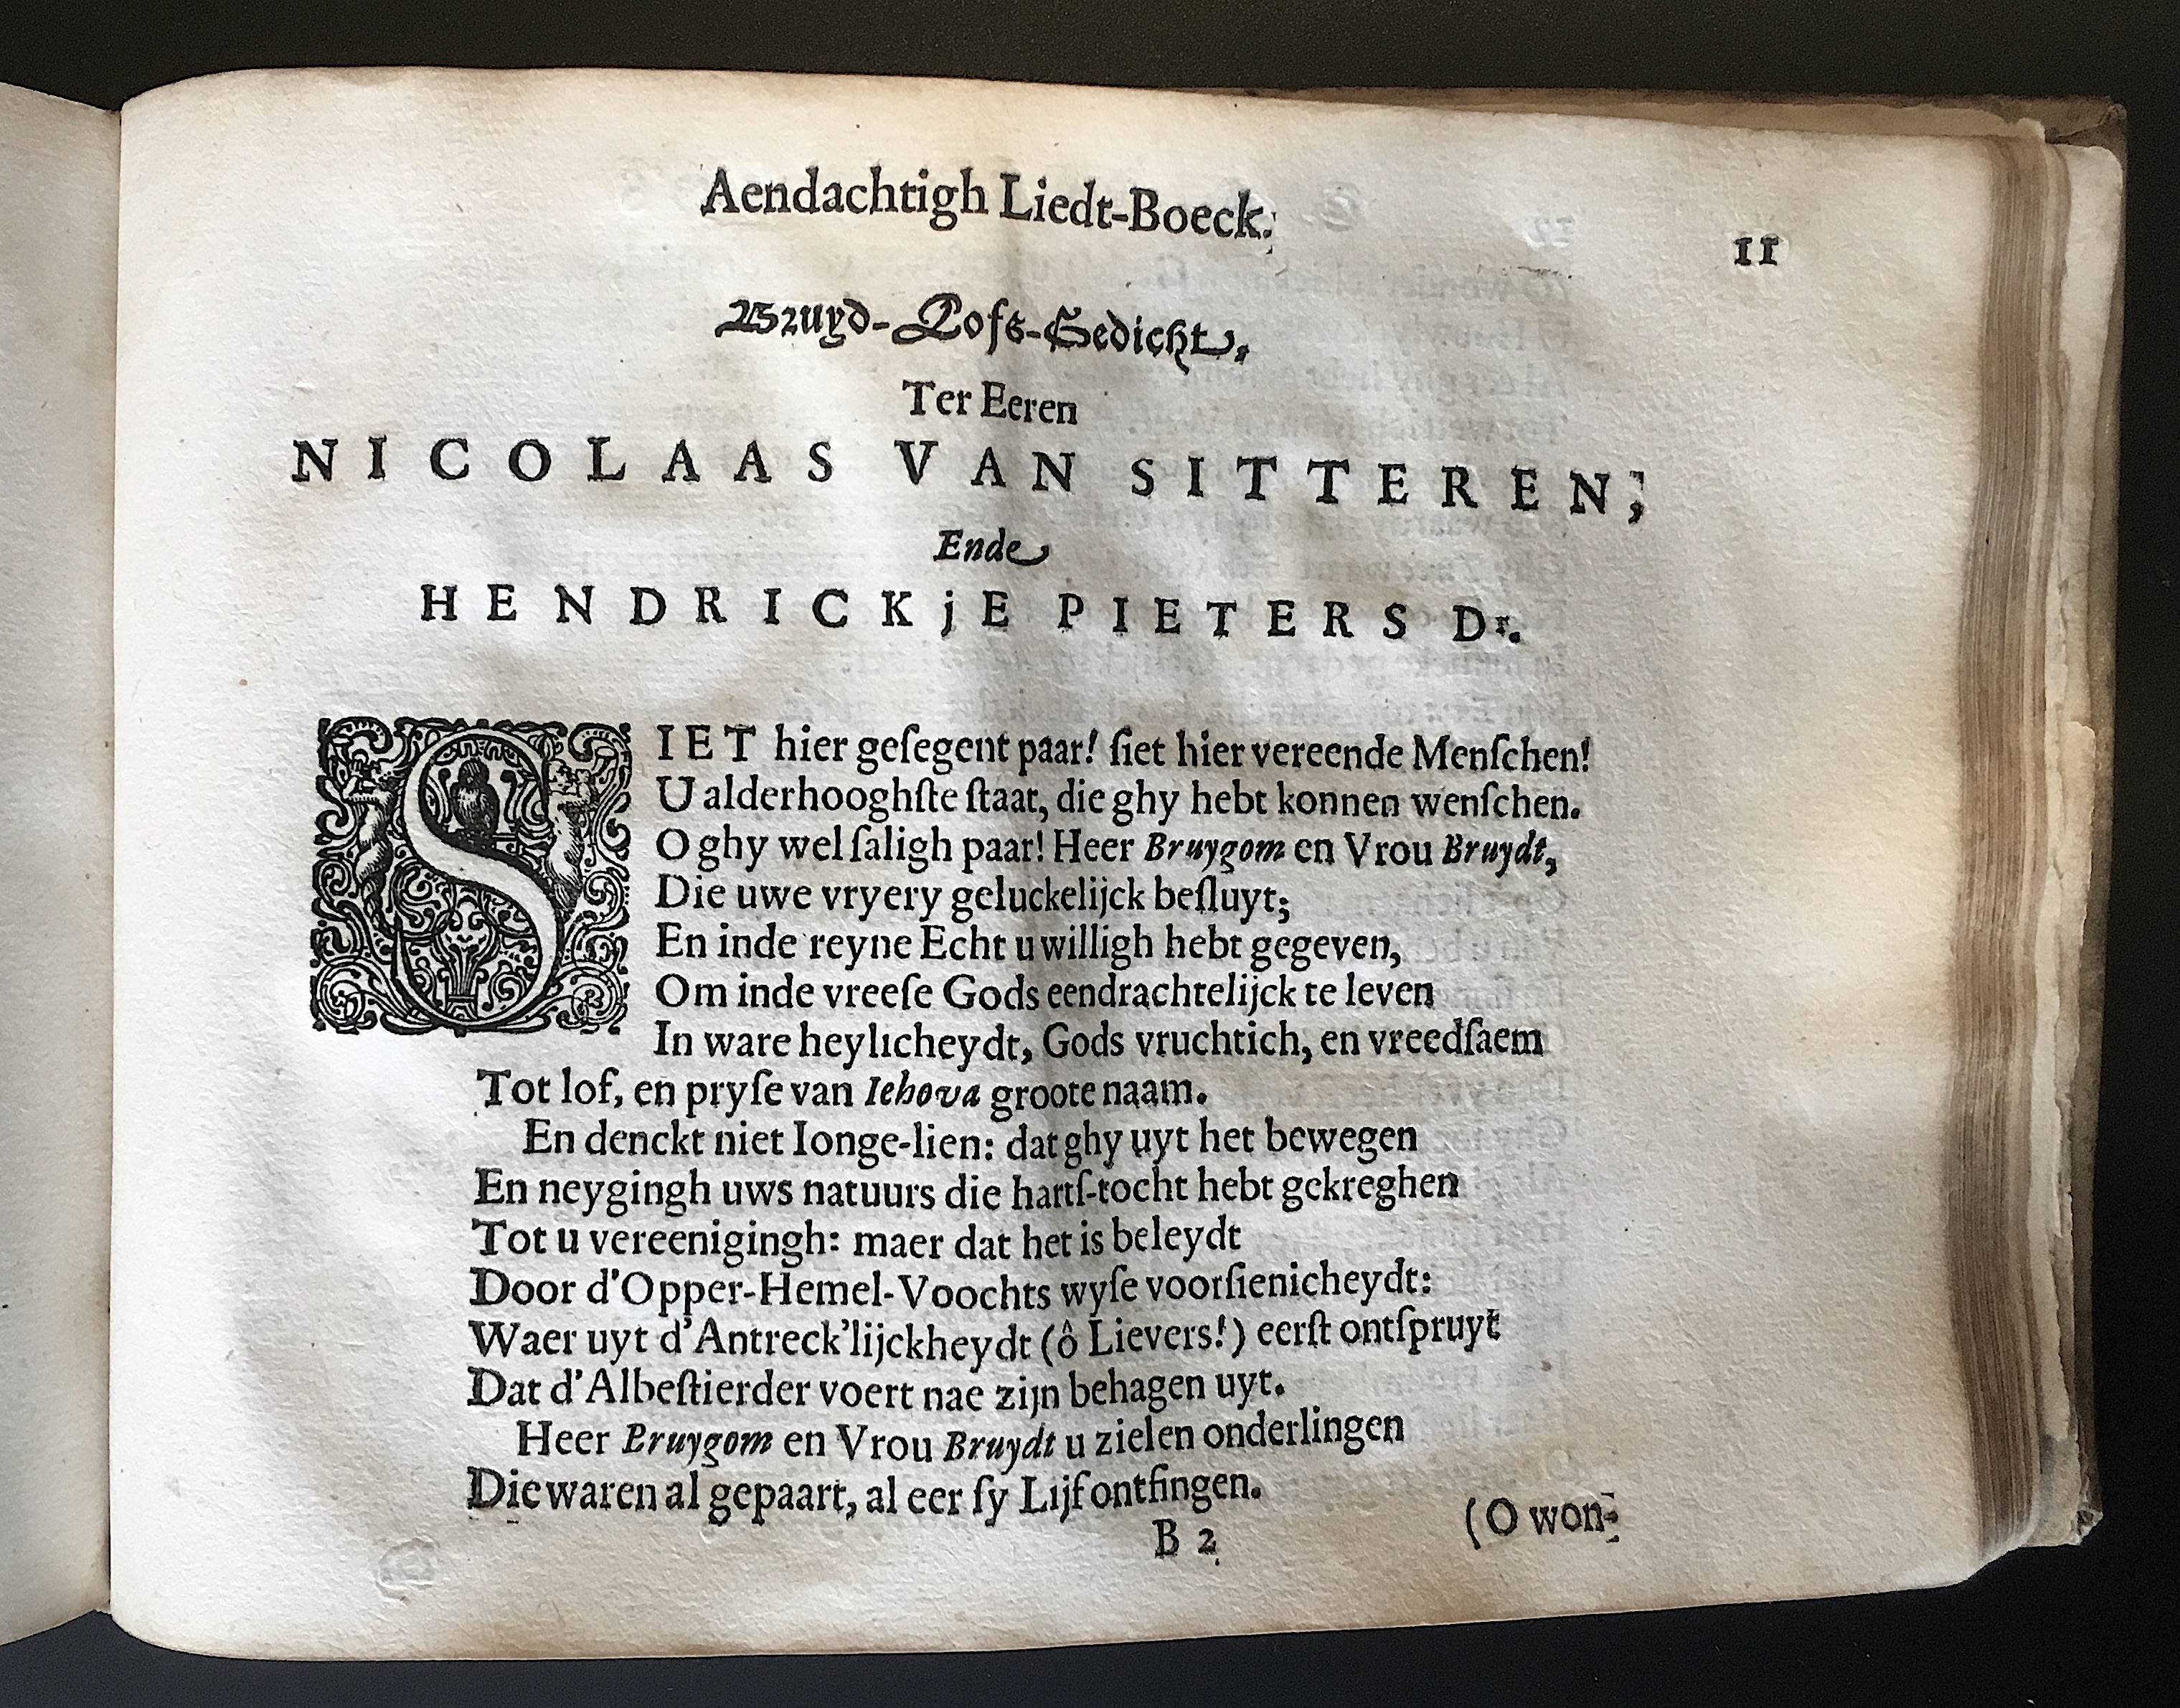 Aendachtigh Liedt-Boeck.
11
Bruyd-Lofs-Gedicht,
Ter Eeren
NICOLAAS VAN SITTEREN;
Ende
HENDRICKjE PIETERS Dr.
SIET hier geſegent paar! ſiet hier vereende Menſchen!
U alderhooghſte ſtaat, die ghy hebt konnen wenſchen.
O ghy wel ſaligh paar! Heer Bruygom en Vrou Bruydt,
Die uwe vryery geluckelijck beſluyt;
En inde reyne Echt u willigh hebt gegeven,
Om inde vreeſe Gods eendrachtelijck te leven
In ware heylicheydt, Gods vruchtich, en vreedſaem
Tot lof, en pryſe van Iehova groote naam.
En denckt niet Ionge-lien: dat ghy uyt het bewegen
En neygingh uws natuurs die hartſ-tocht hebt gekreghen
Tot u vereenigingh: maer dat het is beleydt
Door d'Opper-Hemel-Voochts wyſe voorſienicheydt:
Waer uyt d'Antreck'lijckheydt (ô Lievers!) eerſt ontſpruyt
Dat d'Albeſtierder voert nae zijn behagen uyt.
Heer Bruygom en Vrou Bruydt u zielen onderlingen
Die waren al gepaart, al eer ſy Lijf ontfingen.
B 2
(O won-